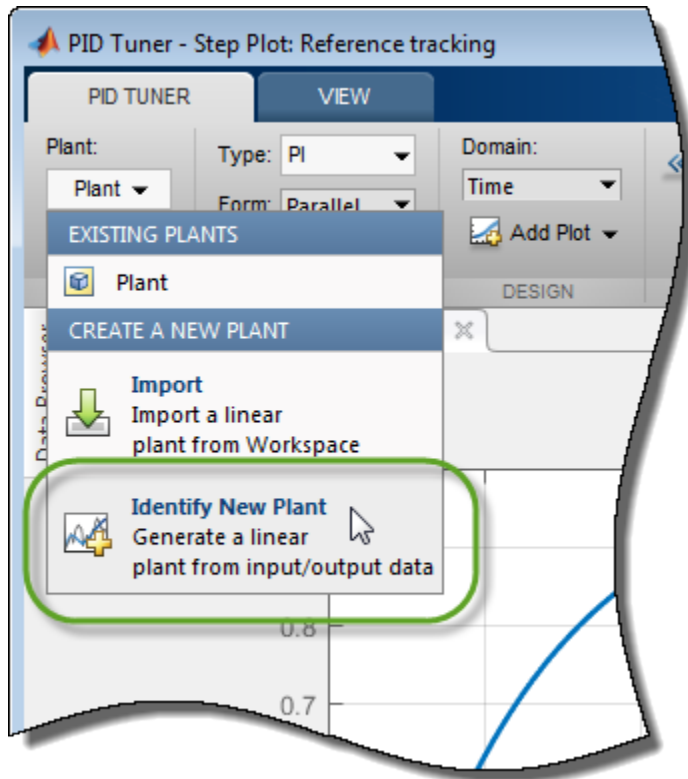 PID Tuner - Step Plot: Reference tracking
PID TUNER VIEW
Plant: Type: PI Domain:
Plant Form: Parallel Time
Add Plot
EXISTING PLANTS
Plant
DESIGN
CREATE A NEW PLANT
Data Browser
Import
Import a linear
plant from Workspace
Identify New Plant
Generate a linear
plant from input/output data
0.8
0.7